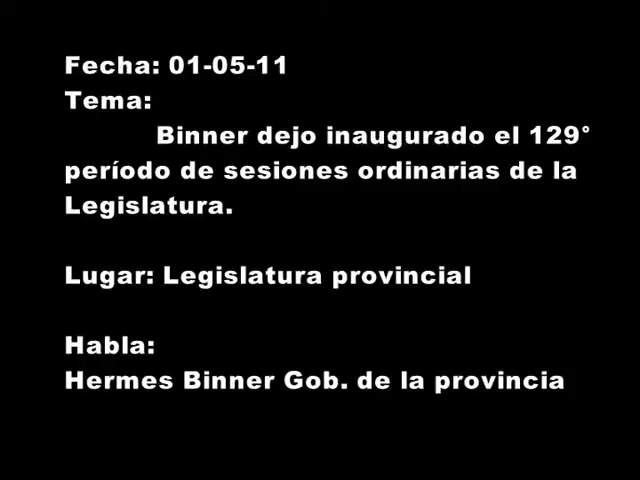 Fecha: 01-05-11
Tema:
Binner dejo inaugurado el 129°
período de sesiones ordinarias de la
Legislatura.
Lugar: Legislatura provincial
Habla:
Hermes Binner Gob. de la provincia